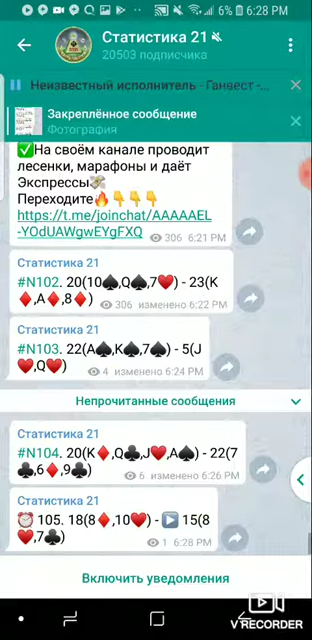 6% 6:28 PM
Статистика 21
20503 подписчика
Неизвестный исполнитель - Ганвест -...
Закреплённое сообщение
Фотография
✅На своём канале проводит
лесенки, марафоны и даёт
Экспрессы💸
Переходите🔥👇👇👇
https://t.me/joinchat/AAAAAEL
-YOdUAWgwEYgFXQ 306 6:21 PM
Статистика 21
#N102. 20(10♠️,Q♠️,7♥️) - 23(K
♦️,A♦️,8♦️) 306 изменено 6:22 PM
Статистика 21
#N103. 22(A♠️,K♠️,7♠️) - 5(J
♥️,Q♥️) 4 изменено 6:24 PM
Непрочитанные сообщения
Статистика 21
#N104. 20(K♦️,Q♣️,J♥️,A♠️) - 22(7
♣️,6♦️,9♣️) 6 изменено 6:26 PM
Статистика 21
⏰ 105. 18(8♦️,10♥️) - ▶️ 15(8
♥️,7♣️) 1 6:28 PM
Включить уведомления
V RECORDER